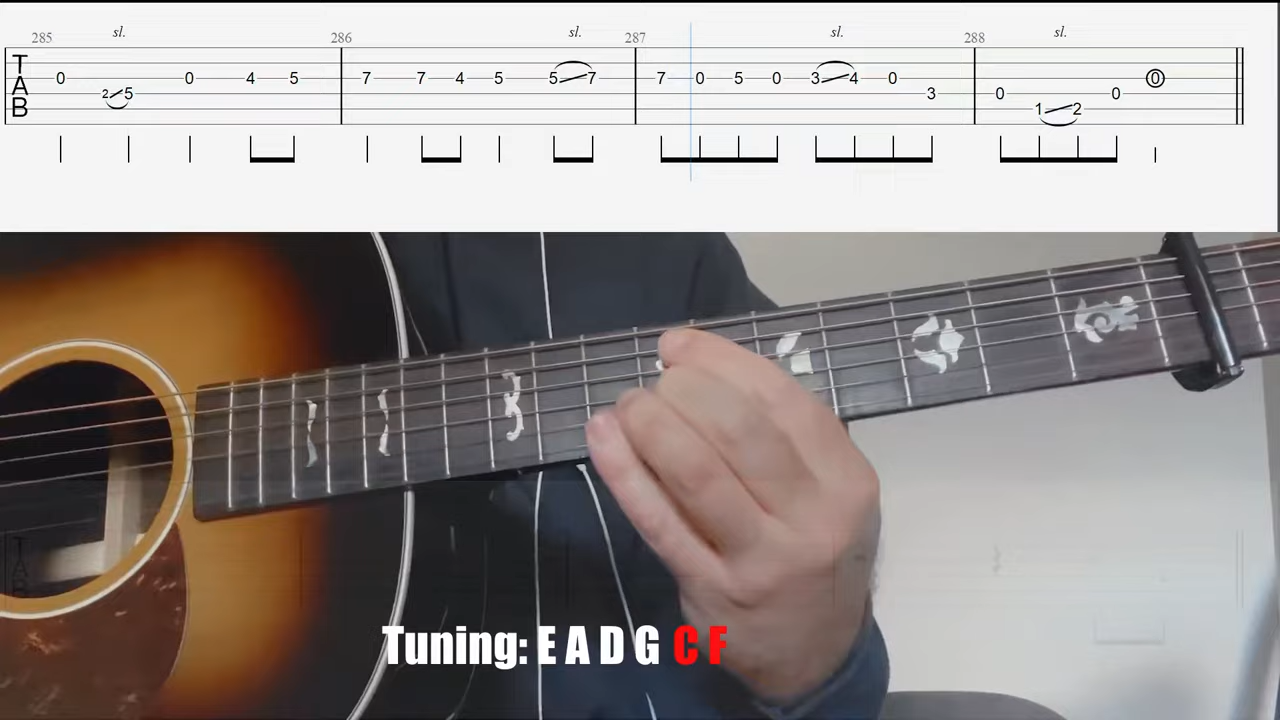 285 sl. 286 sl. 287 sl. 288 sl.
T
A
B
0 2 5 0 4 5 7 7 4 5 5 7 7 0 5 0 3 4 0 3 0 1 2 0 0
Tuning: E A D G C F